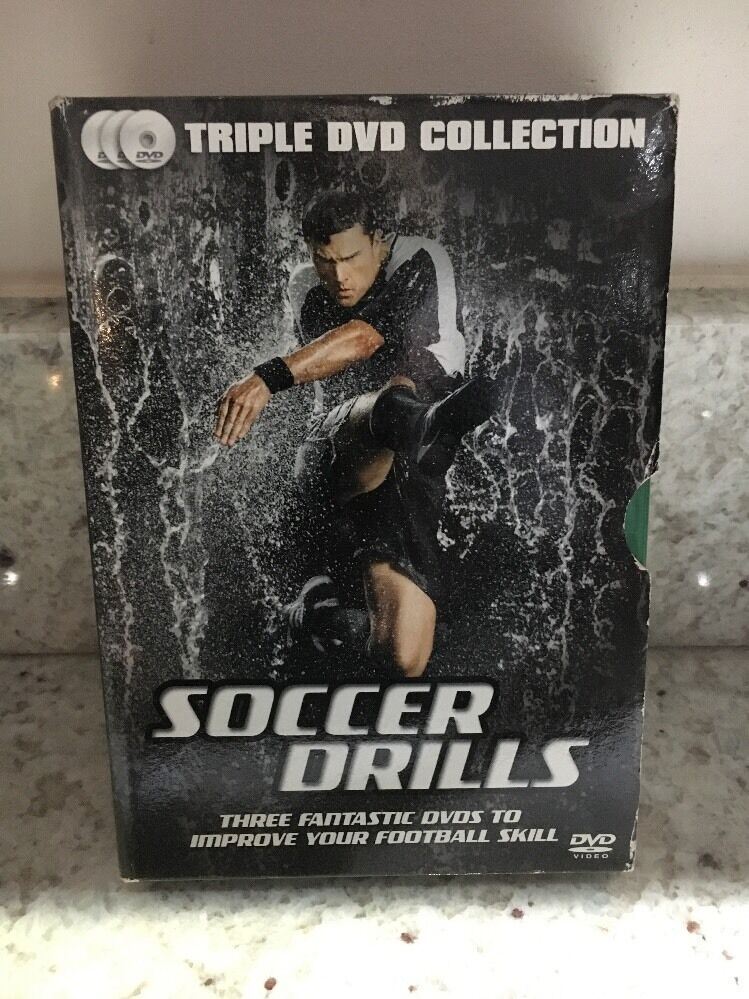 TRIPLE DVD COLLECTION
DVD
SOCCER
DRILLS
THREE FANTASTIC DVDS TO
IMPROVE YOUR FOOTBALL SKILL
DVD
VIDEO